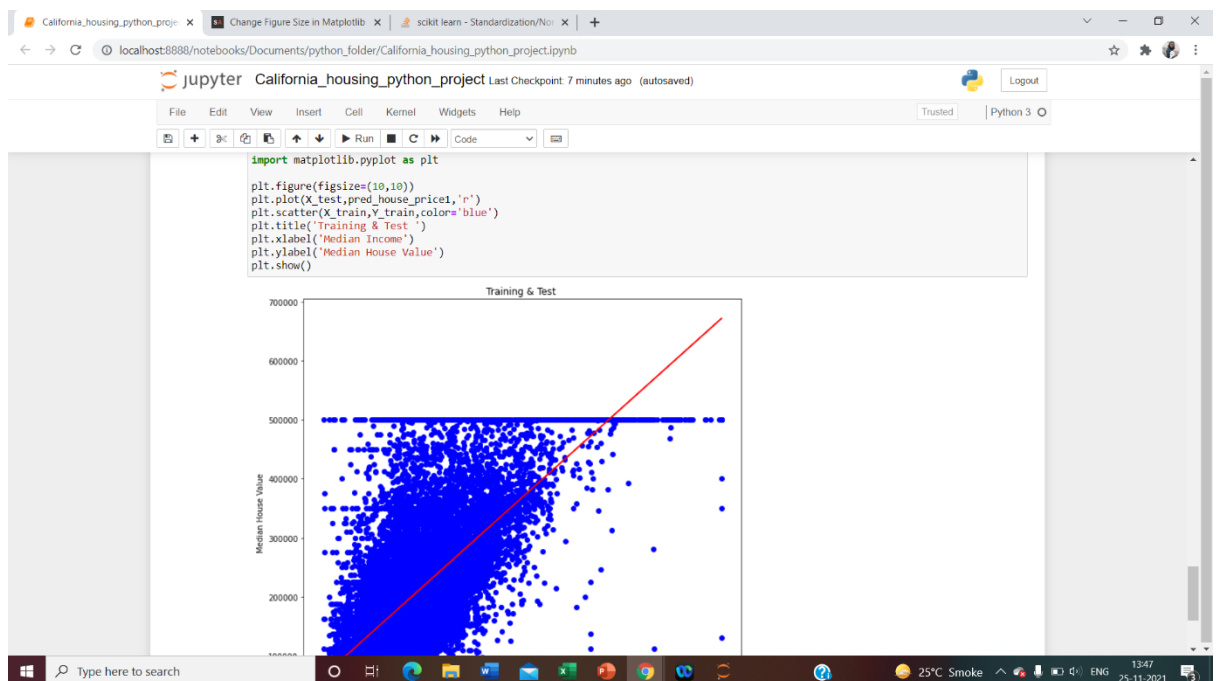 California_housing_python_proje
Change Figure Size in Matplotlib
scikit learn - Standardization/Nor
localhost:8888/notebooks/Documents/python_folder/California_housing_python_project.ipynb
jupyter California_housing_python_project Last Checkpoint: 7 minutes ago (autosaved)
Logout
File Edit View Insert Cell Kernel Widgets Help
Trusted
Python 3
Run
Code
import matplotlib.pyplot as plt
plt.figure(figsize=(10,10))
plt.plot(X_test,pred_house_price1,'r')
plt.scatter(X_train,Y_train,color='blue')
plt.title('Training & Test ')
plt.xlabel('Median Income')
plt.ylabel('Median House Value')
plt.show()
Training & Test
700000
600000
500000
400000
300000
200000
100000
Median House Value
Type here to search
25°C Smoke
ENG
13:47
25-11-2021